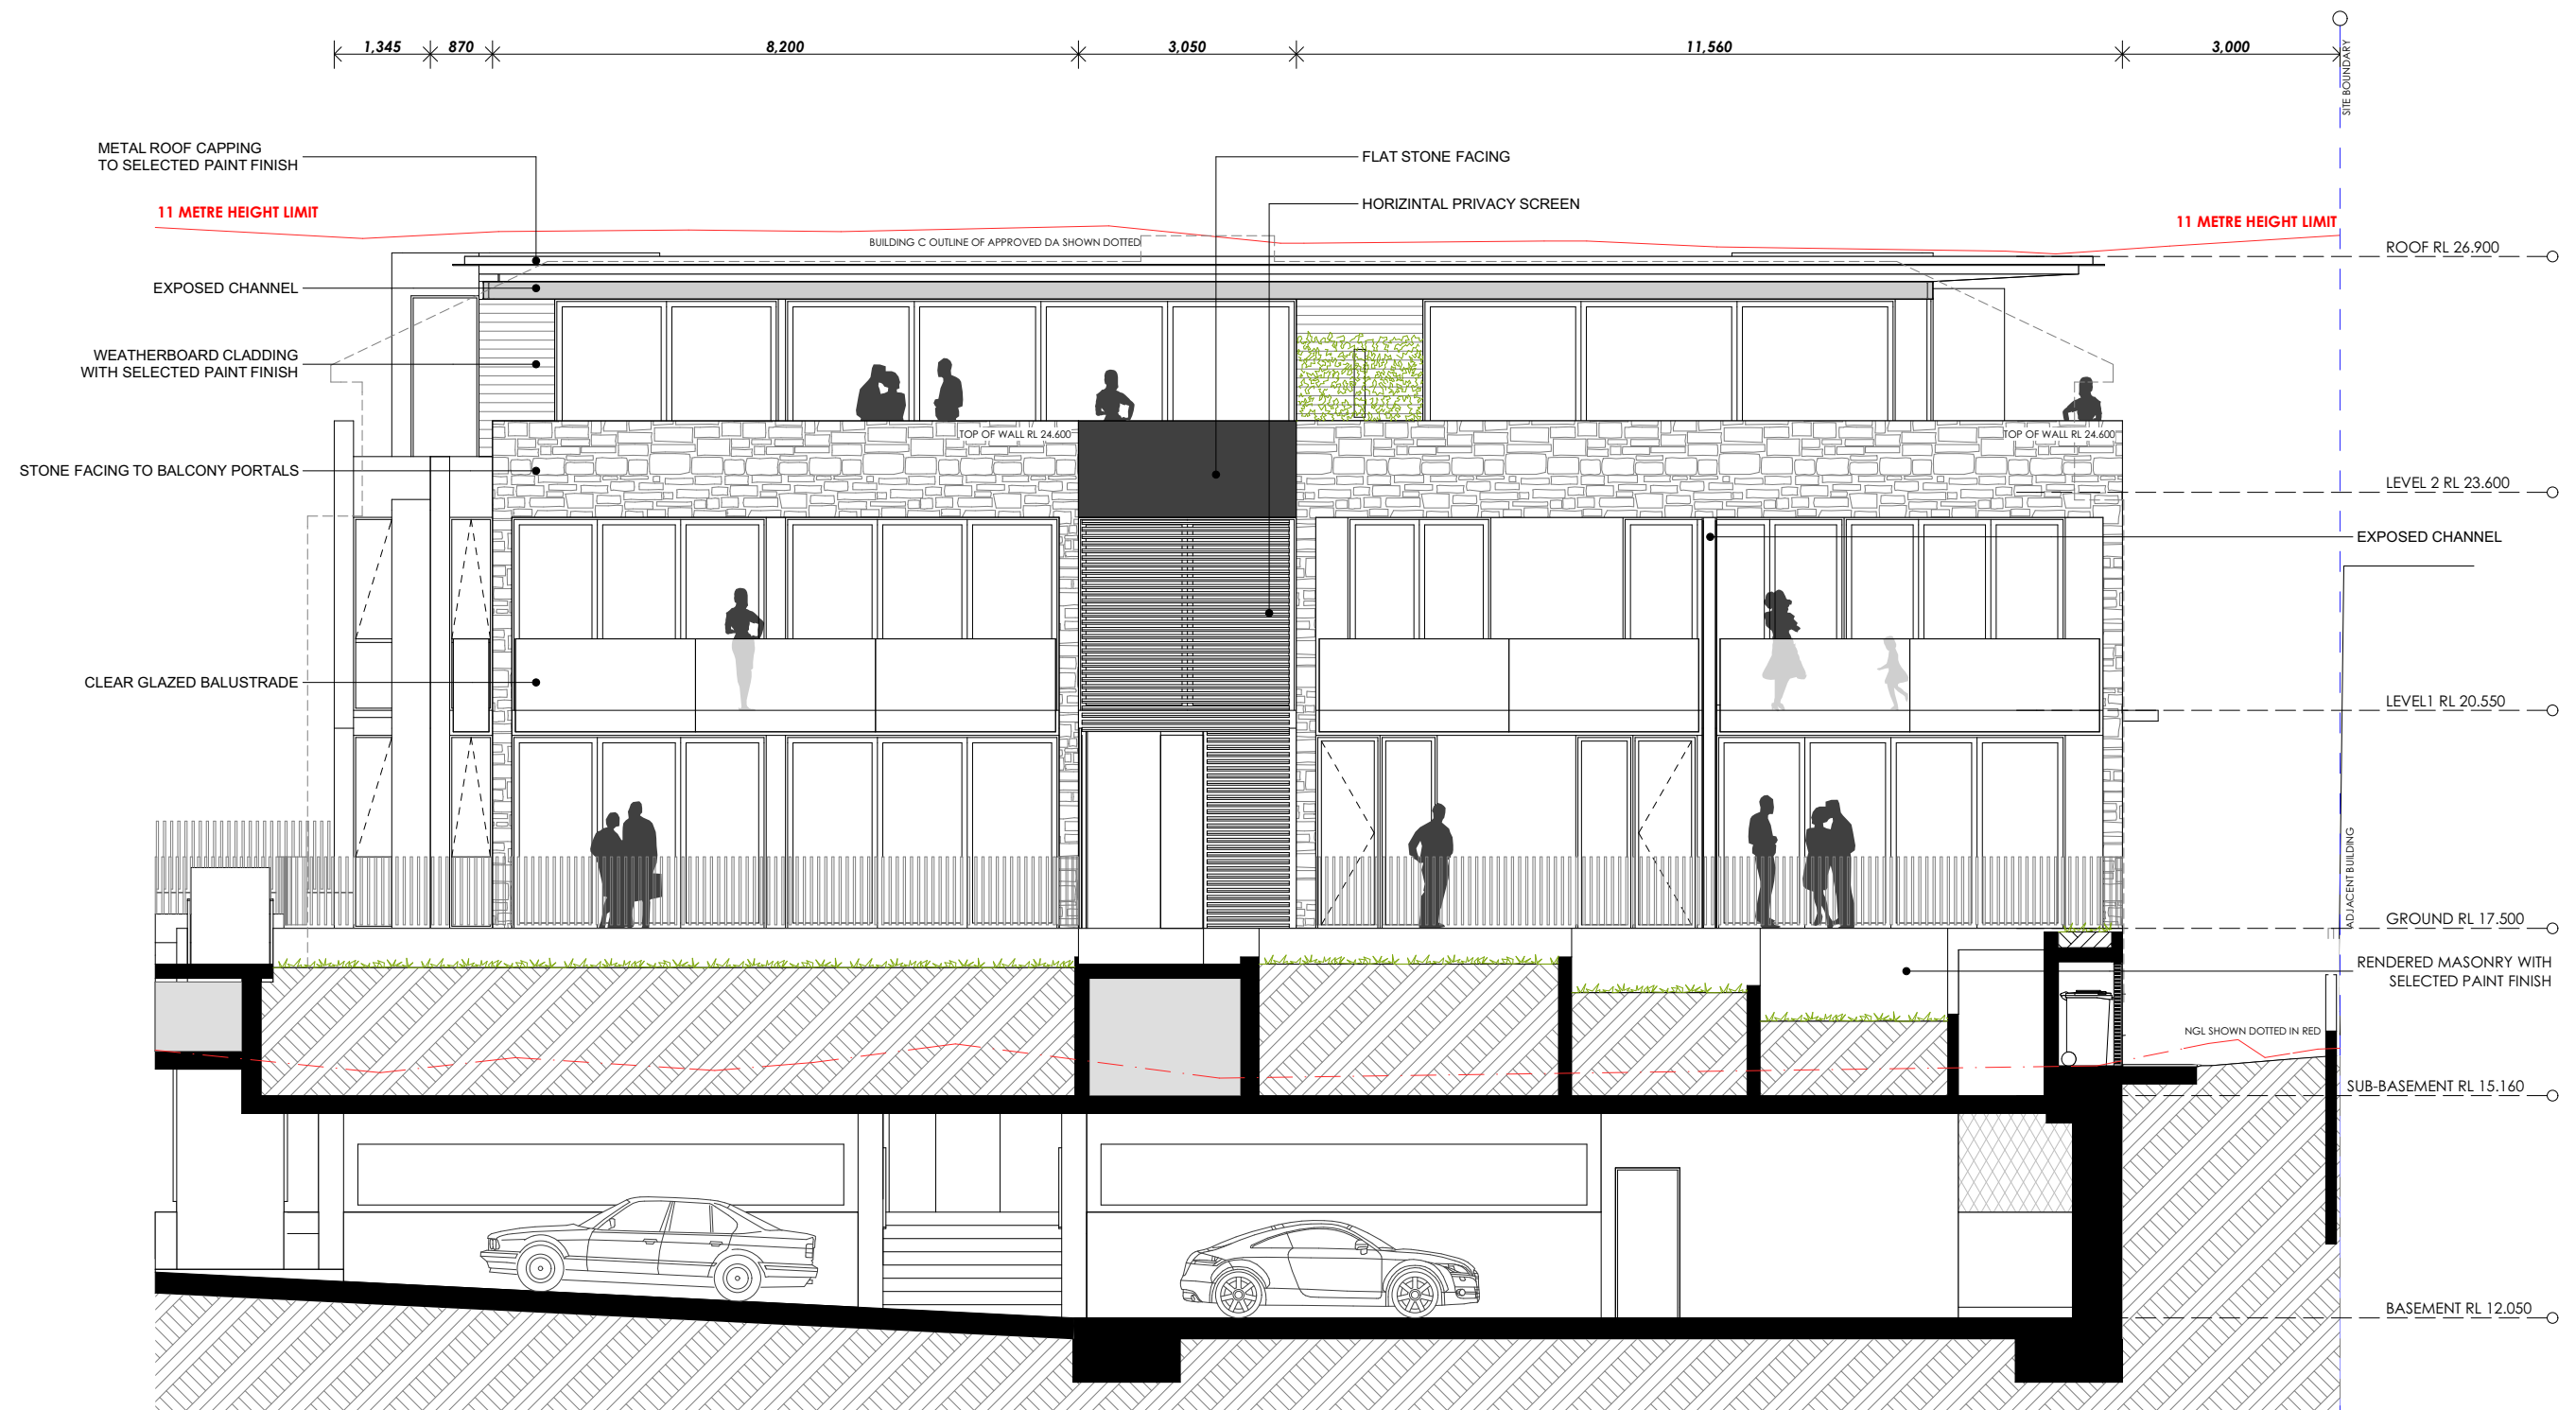 1,345
870
8,200
3,050
11,560
3,000
SITE BOUNDARY
METAL ROOF CAPPING
TO SELECTED PAINT FINISH
FLAT STONE FACING
HORIZINTAL PRIVACY SCREEN
11 METRE HEIGHT LIMIT
11 METRE HEIGHT LIMIT
BUILDING C OUTLINE OF APPROVED DA SHOWN DOTTED
ROOF RL 26.900
EXPOSED CHANNEL
WEATHERBOARD CLADDING
WITH SELECTED PAINT FINISH
TOP OF WALL RL 24.600
TOP OF WALL RL 24.600
STONE FACING TO BALCONY PORTALS
LEVEL 2 RL 23.600
EXPOSED CHANNEL
CLEAR GLAZED BALUSTRADE
LEVEL1 RL 20.550
ADJACENT BUILDING
GROUND RL 17.500
RENDERED MASONRY WITH
SELECTED PAINT FINISH
NGL SHOWN DOTTED IN RED
SUB-BASEMENT RL 15.160
BASEMENT RL 12.050